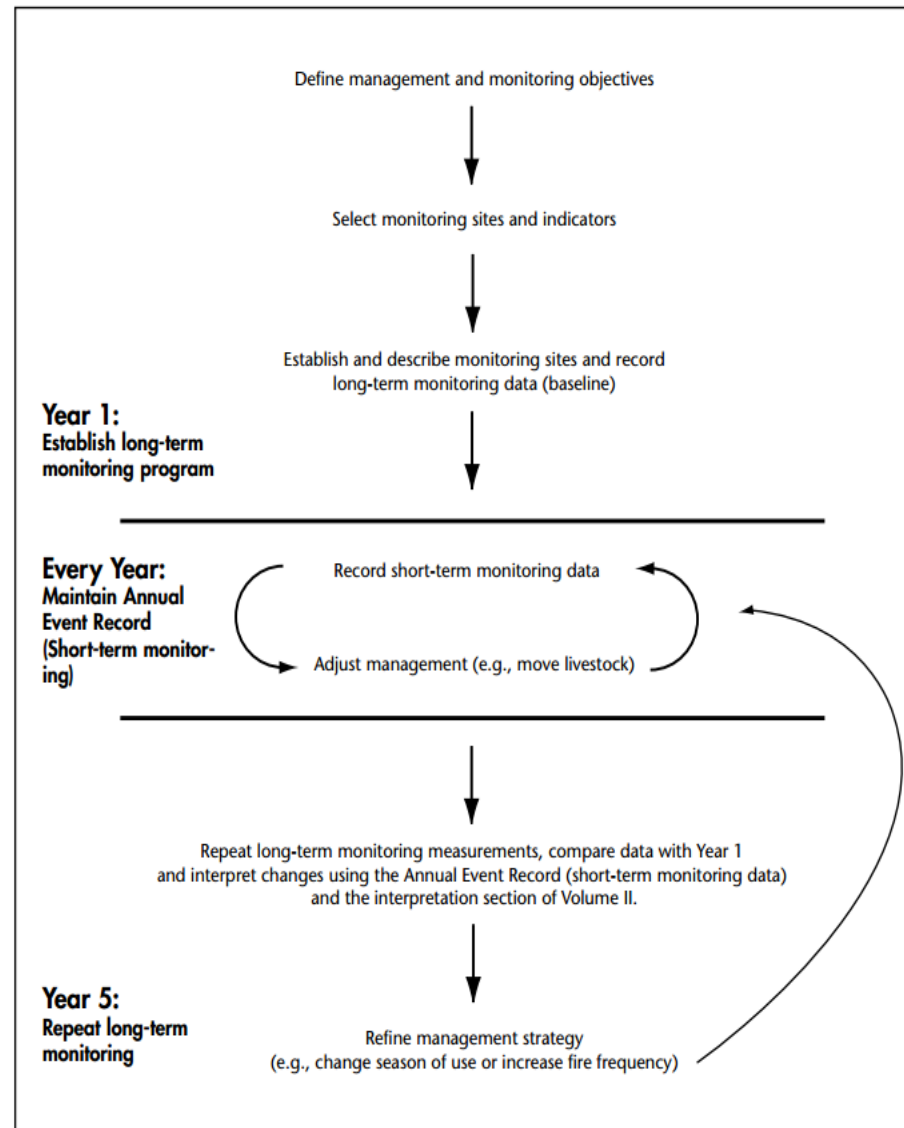 Define management and monitoring objectives
Select monitoring sites and indicators
Establish and describe monitoring sites and record
long-term monitoring data (baseline)
Year 1:
Establish long-term
monitoring program
Every Year:
Maintain Annual
Event Record
(Short-term monitor-
ing)
Record short-term monitoring data
Adjust management (e.g., move livestock)
Repeat long-term monitoring measurements, compare data with Year 1
and interpret changes using the Annual Event Record (short-term monitoring data)
and the interpretation section of Volume II.
Year 5:
Repeat long-term
monitoring
Refine management strategy
(e.g., change season of use or increase fire frequency)